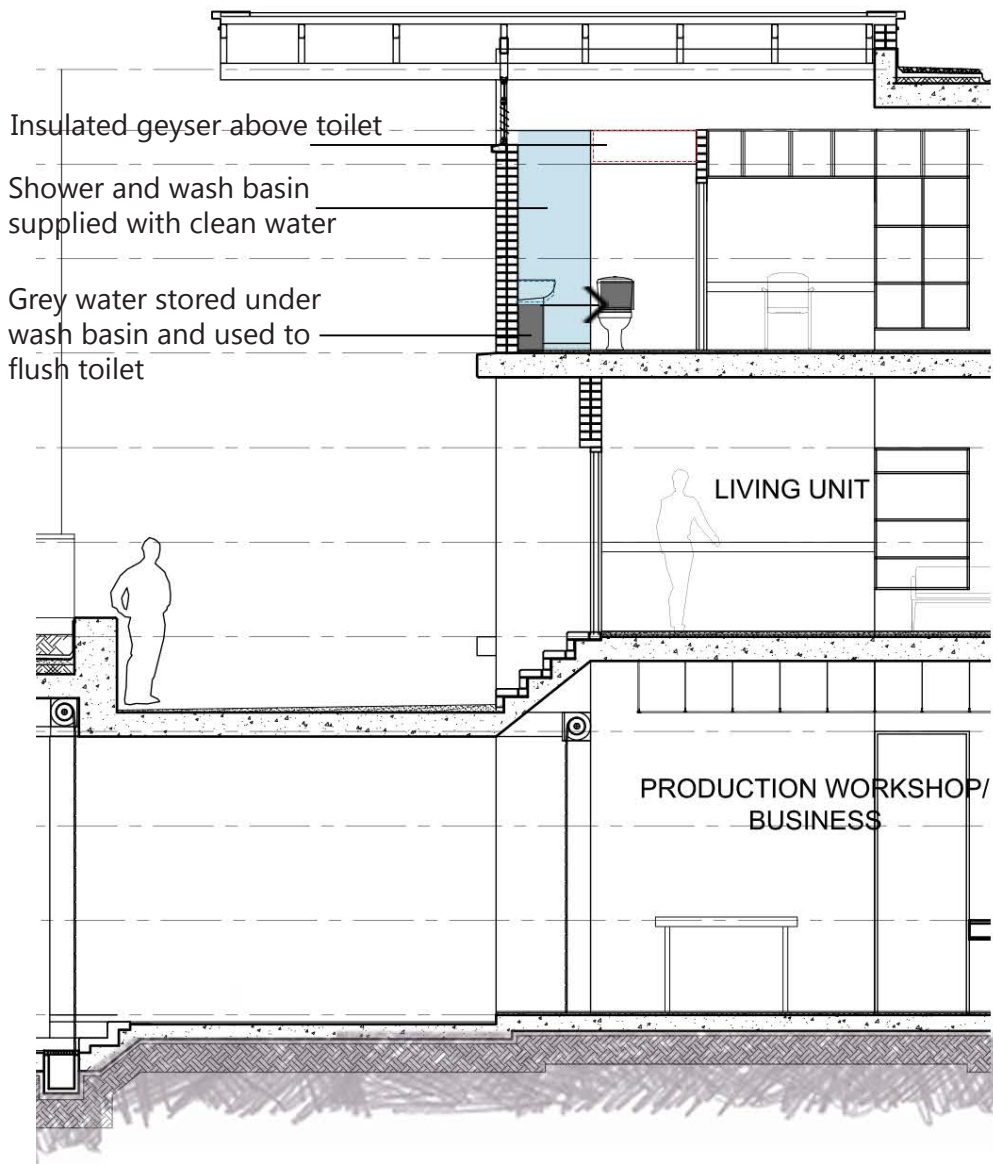 Insulated geyser above toilet
Shower and wash basin
supplied with clean water
Grey water stored under
wash basin and used to
flush toilet
LIVING UNIT
PRODUCTION WORKSHOP/
BUSINESS